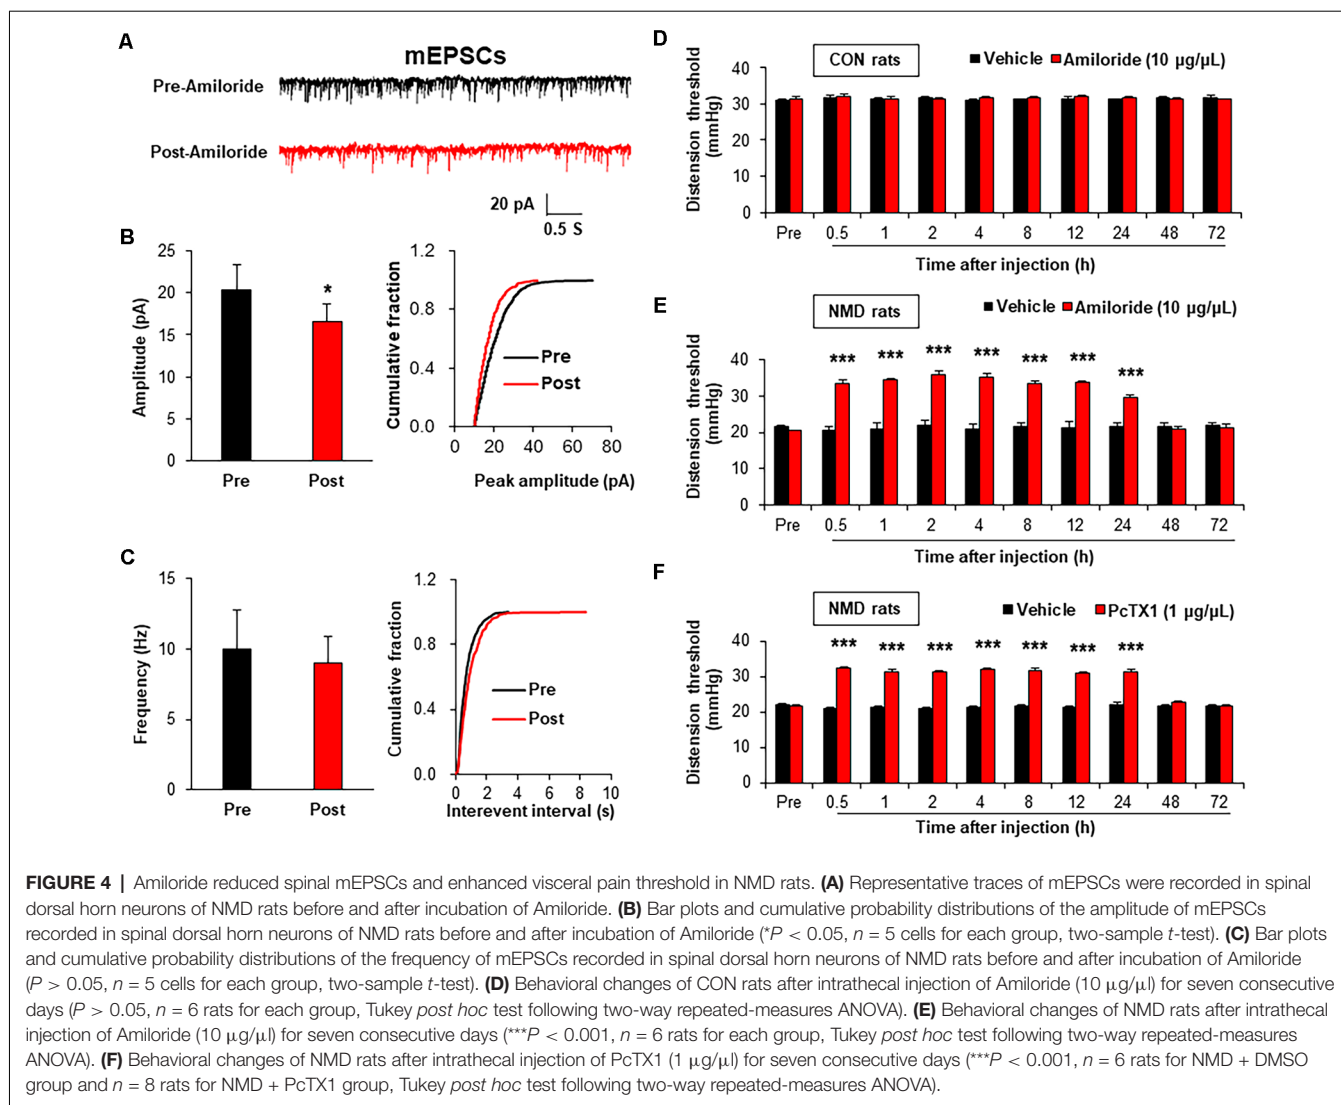 A
mEPSCs
Pre-Amiloride
Post-Amiloride
20 pA
0.5 S
B
25
20
15
10
5
0
Amplitude (pA)
*
Pre
Post
1.2
0.8
0.4
0.0
Cumulative fraction
Pre
Post
0
20
40
60
80
Peak amplitude (pA)
C
15
10
5
0
Frequency (Hz)
Pre
Post
1.2
0.8
0.4
0.0
Cumulative fraction
Pre
Post
0 2 4 6 8 10
Interevent interval (s)
D
CON rats
Vehicle Amiloride (10 µg/µL)
40
30
20
10
0
Distension threshold
(mmHg)
Pre 0.5 1 2 4 8 12 24 48 72
Time after injection (h)
E
NMD rats
Vehicle Amiloride (10 µg/µL)
40
30
20
10
0
Distension threshold
(mmHg)
*** *** *** *** *** *** ***
Pre 0.5 1 2 4 8 12 24 48 72
Time after injection (h)
F
NMD rats
Vehicle PcTX1 (1 µg/µL)
40
30
20
10
0
Distension threshold
(mmHg)
*** *** *** *** *** *** ***
Pre 0.5 1 2 4 8 12 24 48 72
Time after injection (h)
FIGURE 4 | Amiloride reduced spinal mEPSCs and enhanced visceral pain threshold in NMD rats. (A) Representative traces of mEPSCs were recorded in spinal
dorsal horn neurons of NMD rats before and after incubation of Amiloride. (B) Bar plots and cumulative probability distributions of the amplitude of mEPSCs
recorded in spinal dorsal horn neurons of NMD rats before and after incubation of Amiloride (*P < 0.05, n = 5 cells for each group, two-sample t-test). (C) Bar plots
and cumulative probability distributions of the frequency of mEPSCs recorded in spinal dorsal horn neurons of NMD rats before and after incubation of Amiloride
(P > 0.05, n = 5 cells for each group, two-sample t-test). (D) Behavioral changes of CON rats after intrathecal injection of Amiloride (10 µg/µl) for seven consecutive
days (P > 0.05, n = 6 rats for each group, Tukey post hoc test following two-way repeated-measures ANOVA). (E) Behavioral changes of NMD rats after intrathecal
injection of Amiloride (10 µg/µl) for seven consecutive days (***P < 0.001, n = 6 rats for each group, Tukey post hoc test following two-way repeated-measures
ANOVA). (F) Behavioral changes of NMD rats after intrathecal injection of PcTX1 (1 µg/µl) for seven consecutive days (***P < 0.001, n = 6 rats for NMD + DMSO
group and n = 8 rats for NMD + PcTX1 group, Tukey post hoc test following two-way repeated-measures ANOVA).